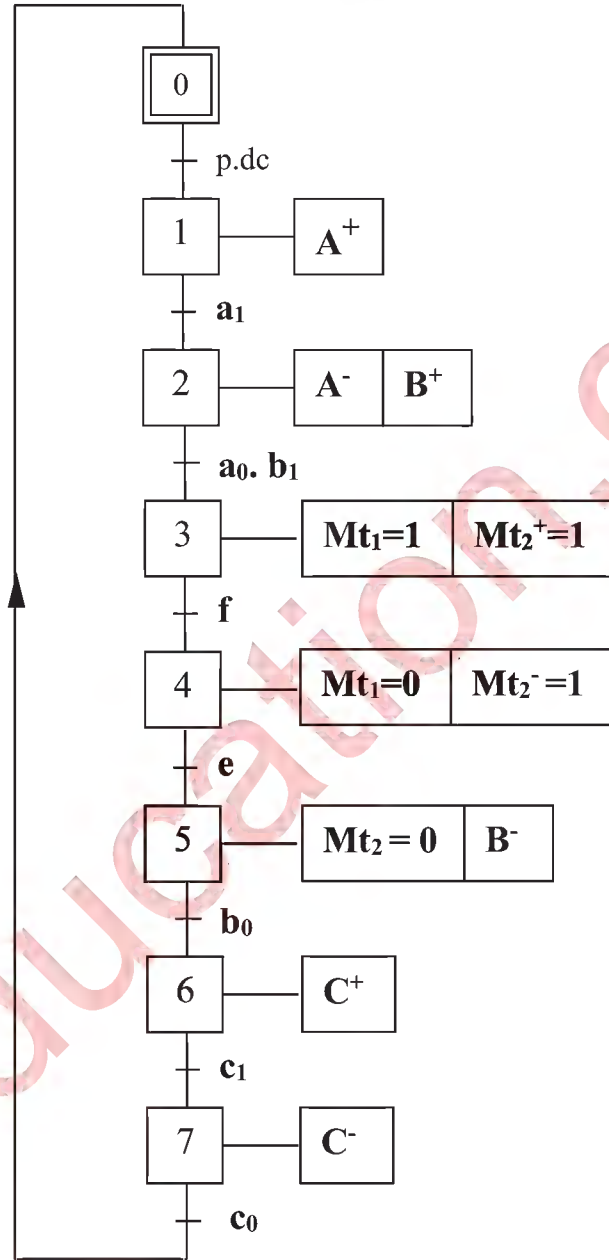 0
p.dc
1 A⁺
a₁
2 A⁻ B⁺
a₀. b₁
3 Mt₁=1 Mt₂⁺=1
f
4 Mt₁=0 Mt₂⁻=1
e
5 Mt₂ = 0 B⁻
b₀
6 C⁺
c₁
7 C⁻
c₀
ducation.